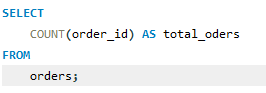 SELECT
COUNT(order_id) AS total_oders
FROM
orders;